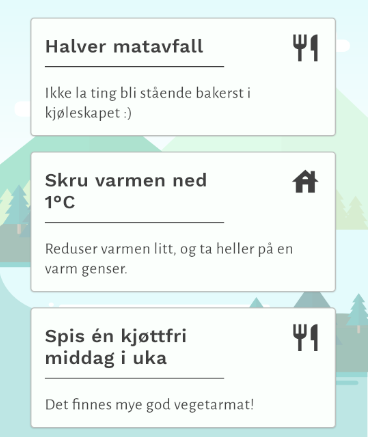 Halver matavfall
Ikke la ting bli stående bakerst i
kjøleskapet :)
Skru varmen ned
1°C
Reduser varmen litt, og ta heller på en
varm genser.
Spis én kjøttfri
middag i uka
Det finnes mye god vegetarmat!